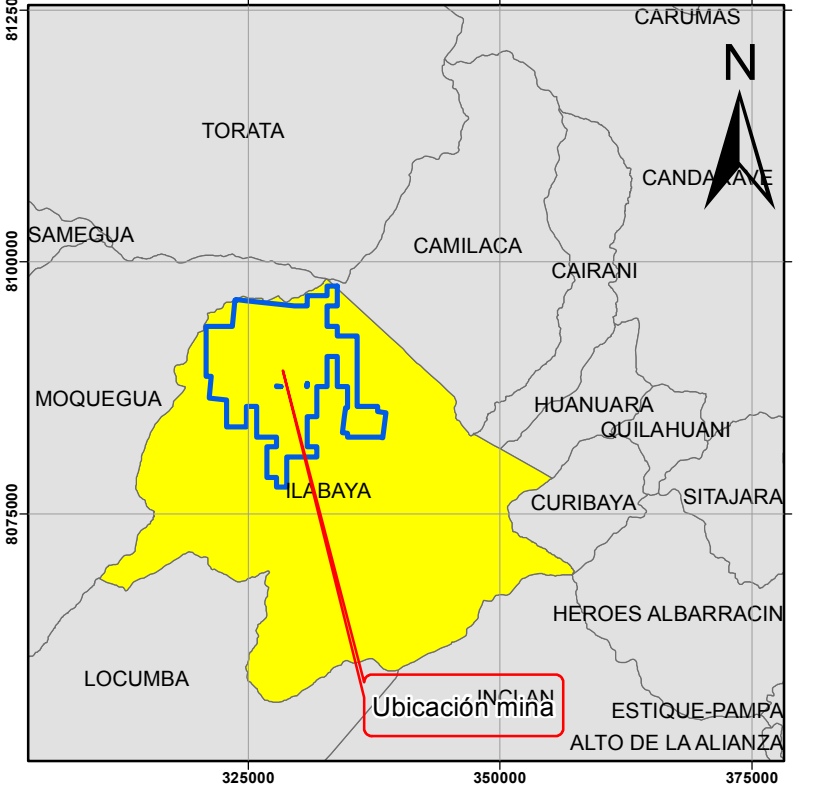 8125000
CARUMAS
N
TORATA
CANDARAVE
SAMEGUA
CAMILACA
8100000
CAIRANI
MOQUEGUA
HUANUARA
QUILAHUANI
ILABAYA
CURIBAYA
SITAJARA
8075000
HEROES ALBARRACIN
LOCUMBA
INCLAN
Ubicación mina
ESTIQUE-PAMPA
ALTO DE LA ALIANZA
325000
350000
375000